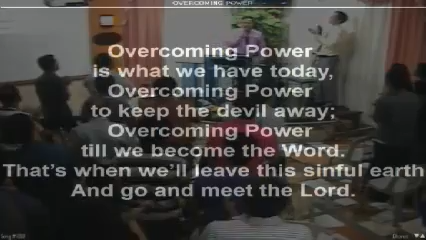 OVERCOMING POWER
Overcoming Power
is what we have today,
Overcoming Power
to keep the devil away;
Overcoming Power
till we become the Word.
That's when we'll leave this sinful earth
And go and meet the Lord.